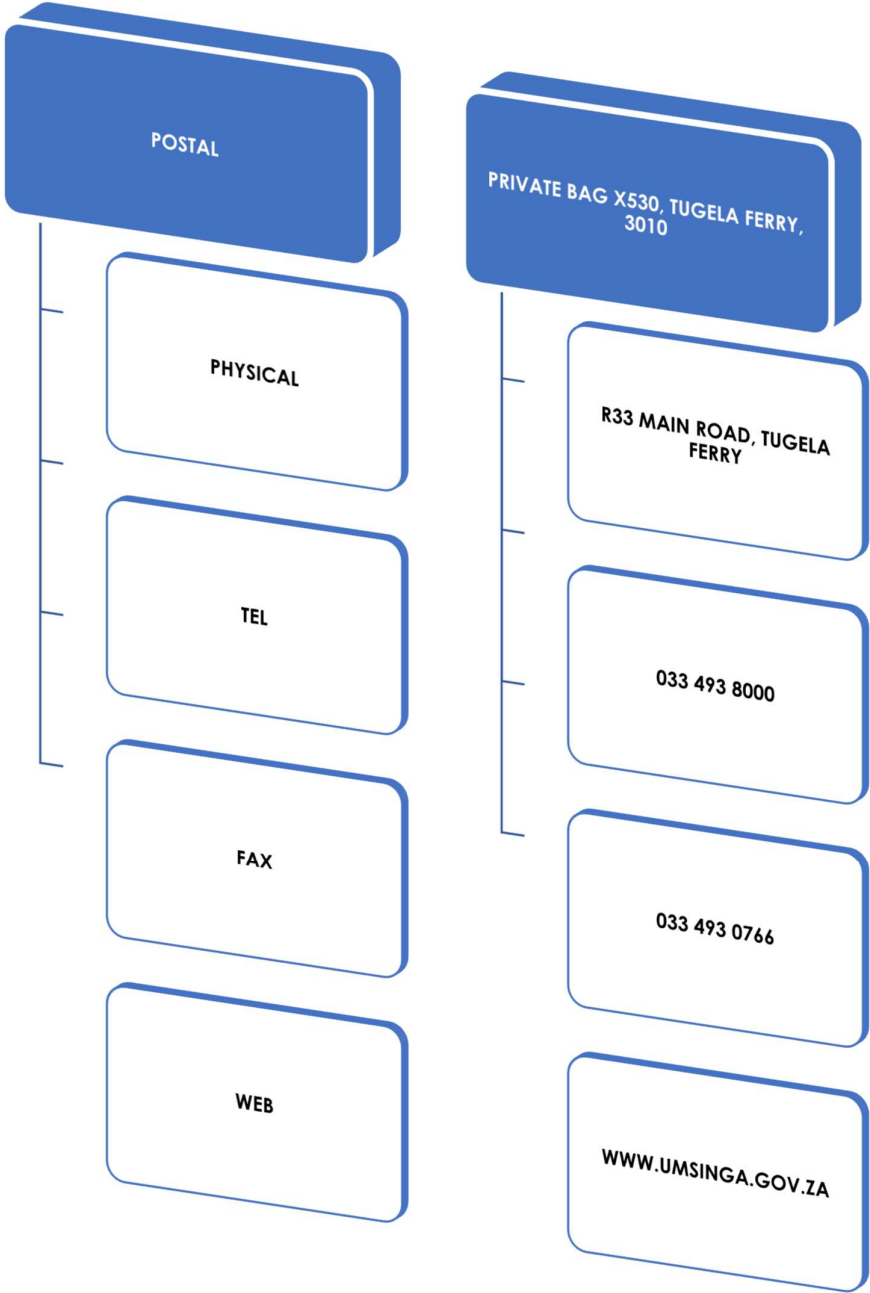 POSTAL
PHYSICAL
TEL
FAX
WEB
PRIVATE BAG X530, TUGELA FERRY,
3010
R33 MAIN ROAD, TUGELA
FERRY
033 493 8000
033 493 0766
WWW.UMSINGA.GOV.ZA